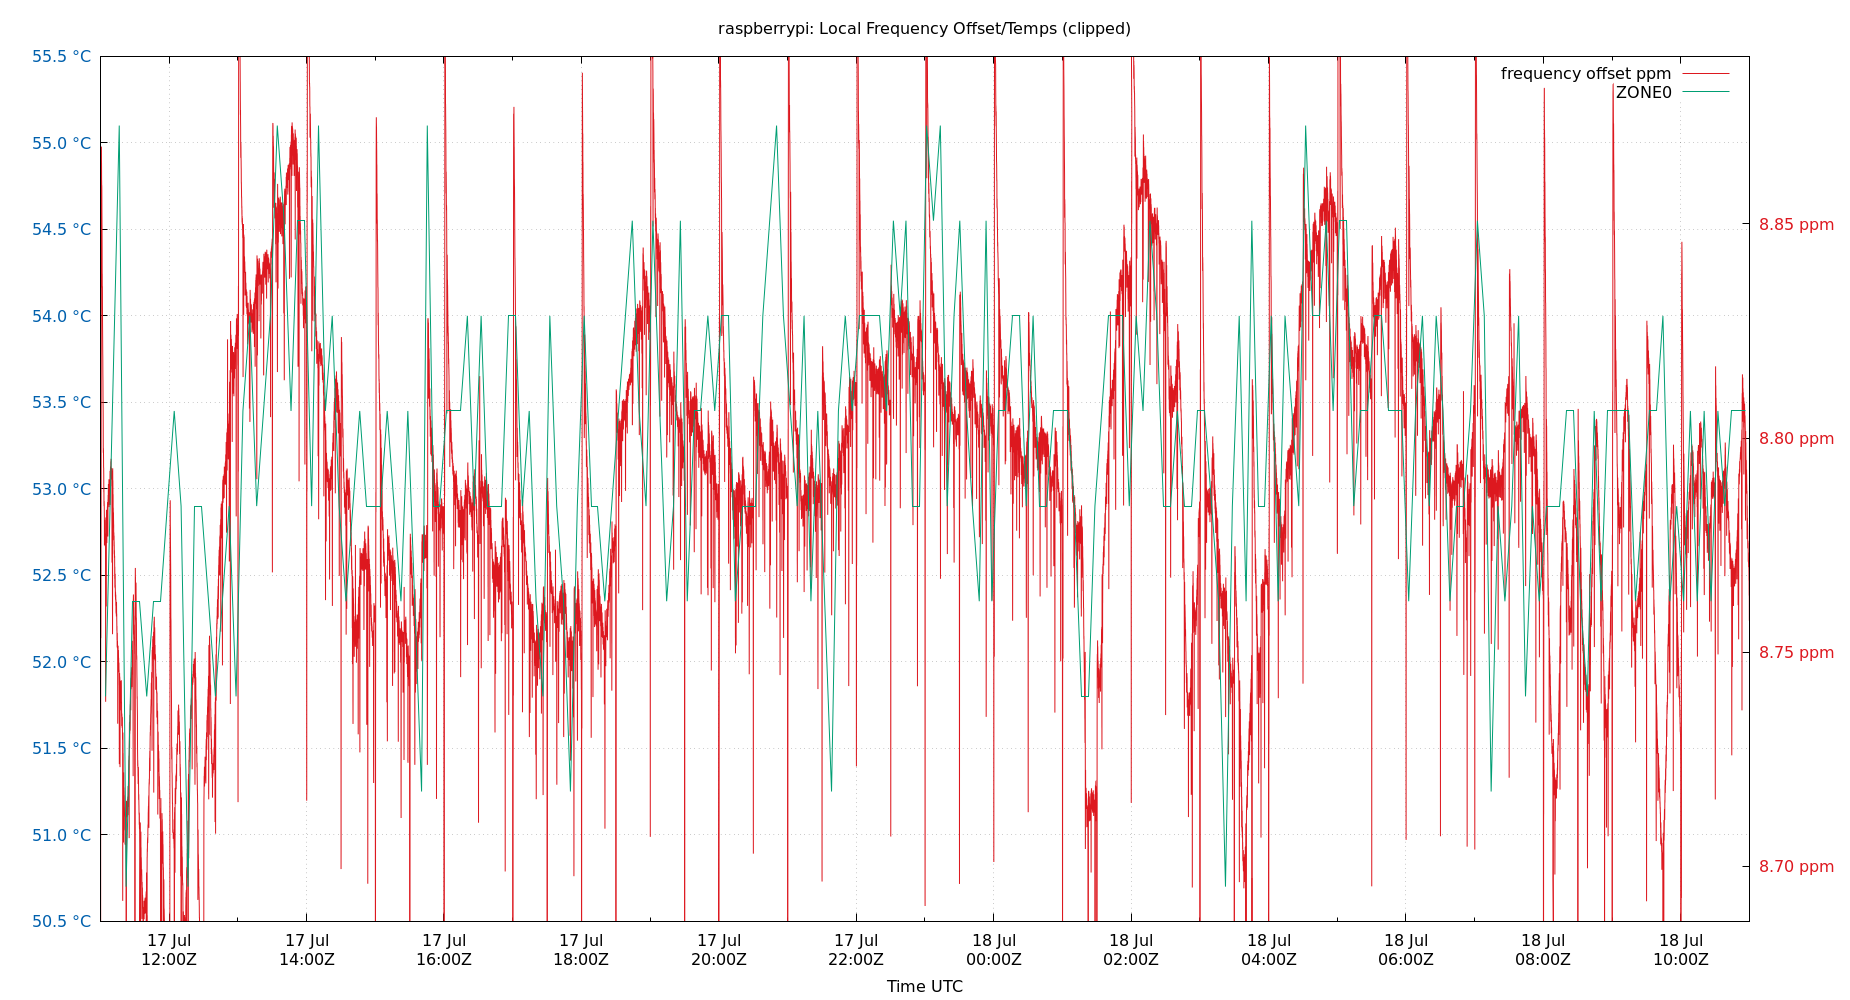 raspberrypi: Local Frequency Offset/Temps (clipped)
frequency offset ppm
ZONE0
55.5 °C
55.0 °C
54.5 °C
54.0 °C
53.5 °C
53.0 °C
52.5 °C
52.0 °C
51.5 °C
51.0 °C
50.5 °C
8.85 ppm
8.80 ppm
8.75 ppm
8.70 ppm
17 Jul
12:00Z
17 Jul
14:00Z
17 Jul
16:00Z
17 Jul
18:00Z
17 Jul
20:00Z
17 Jul
22:00Z
18 Jul
00:00Z
18 Jul
02:00Z
18 Jul
04:00Z
18 Jul
06:00Z
18 Jul
08:00Z
18 Jul
10:00Z
Time UTC